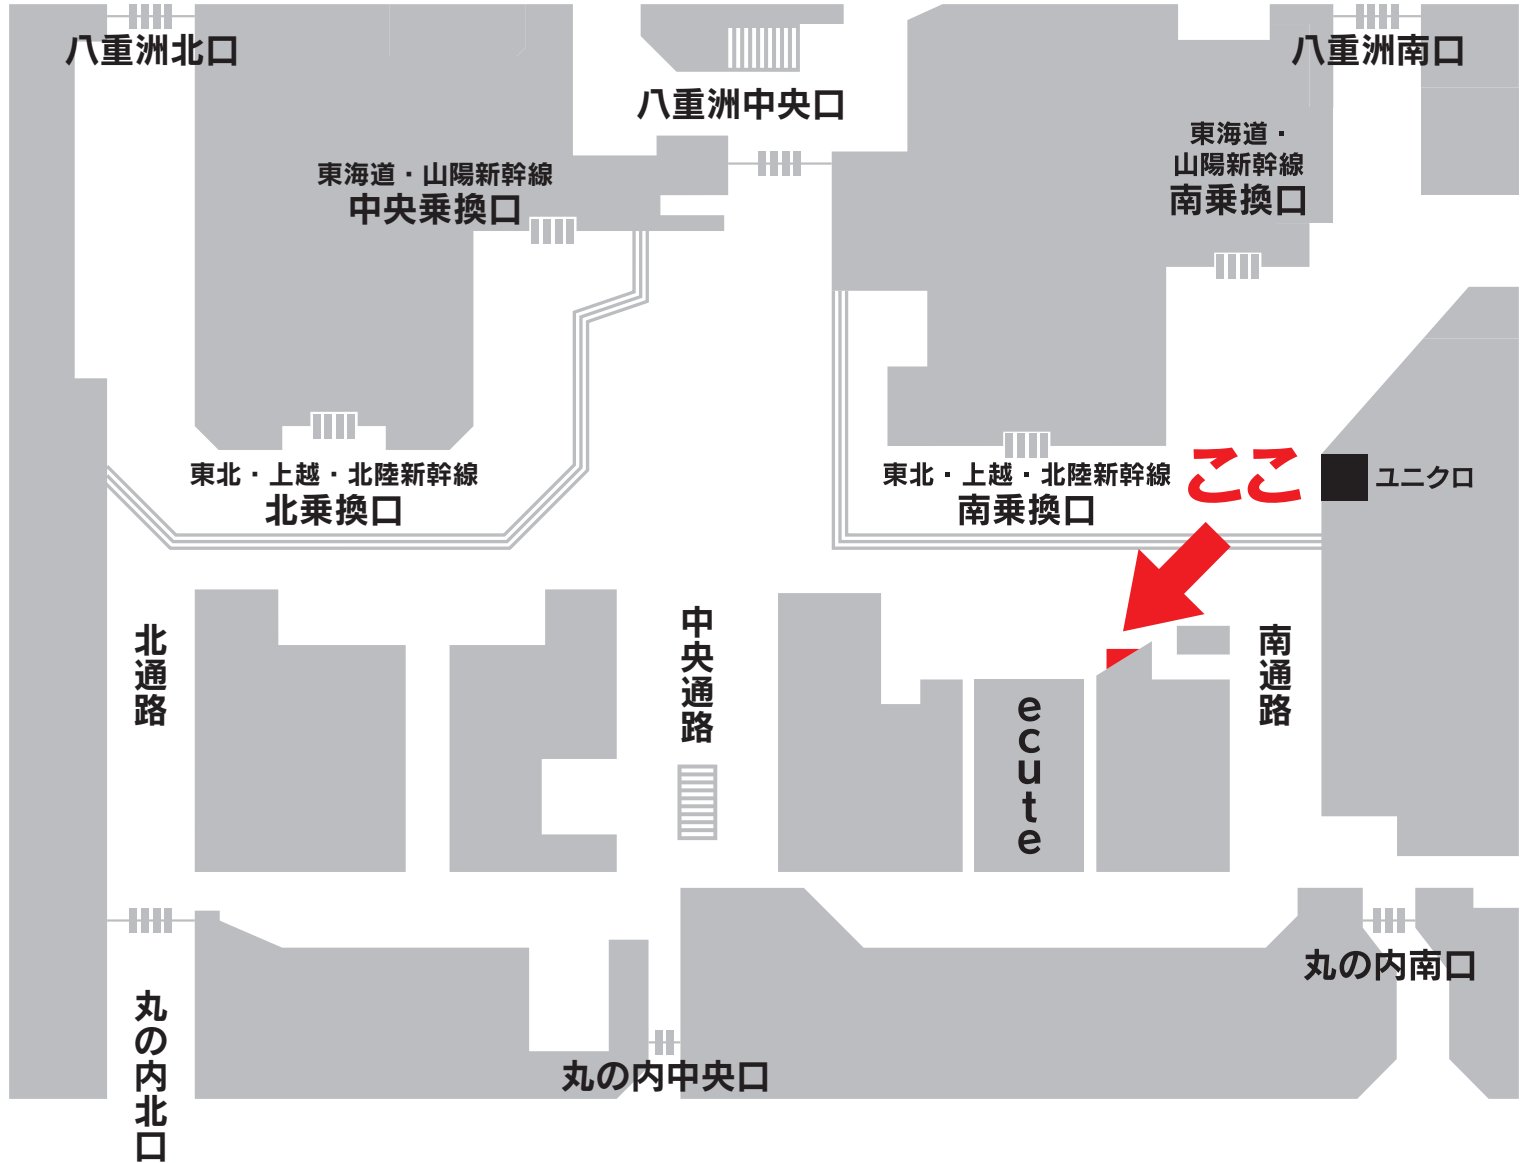 八重洲北口
八重洲中央口
八重洲南口
東海道・山陽新幹線
中央乗換口
東海道・
山陽新幹線
南乗換口
東北・上越・北陸新幹線
北乗換口
東北・上越・北陸新幹線
南乗換口
ここ
ユニクロ
北通路
中央通路
南通路
ecute
丸の内北口
丸の内中央口
丸の内南口